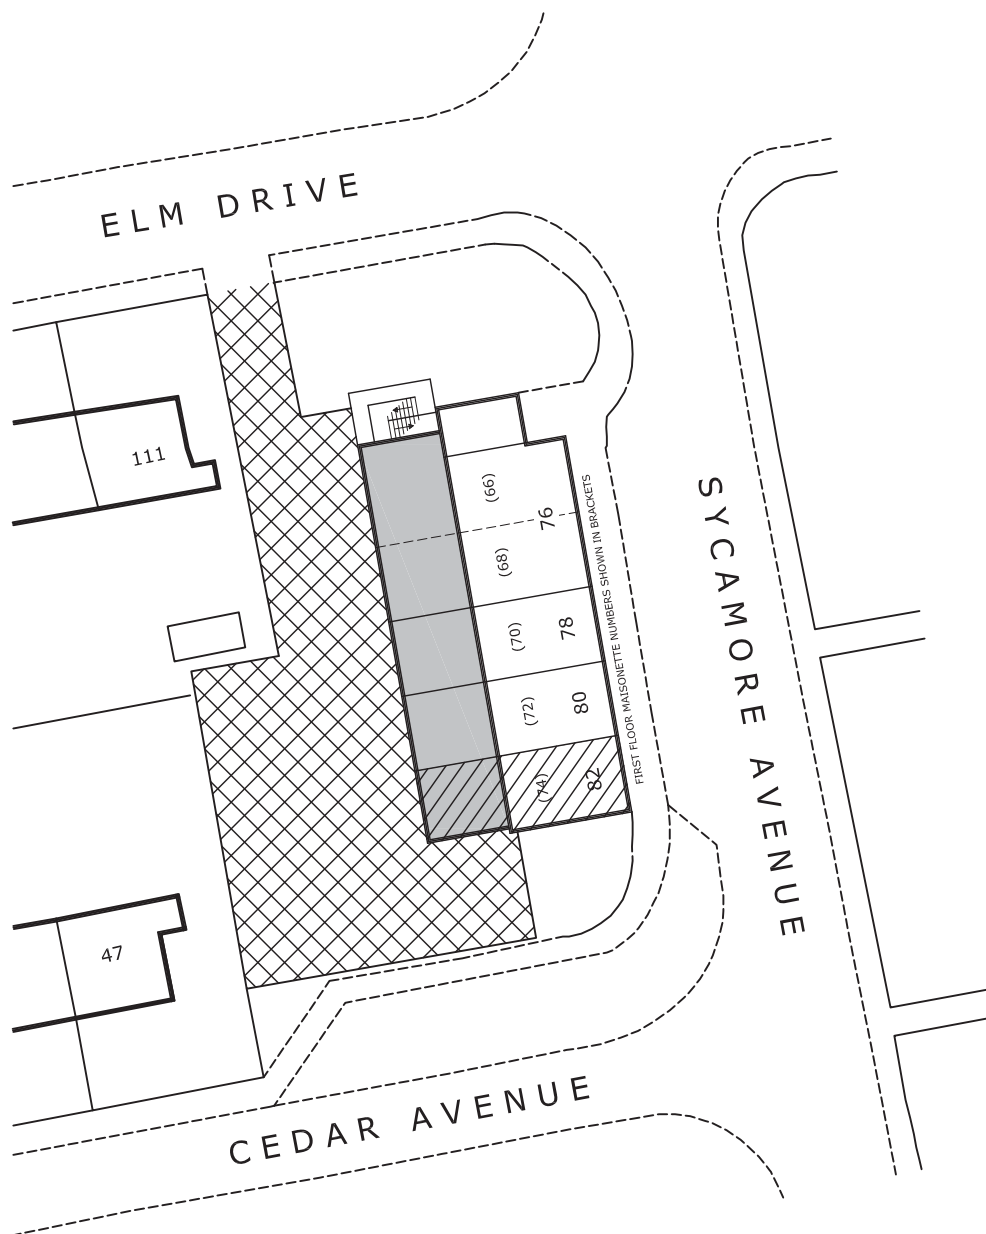 ELM DRIVE
111
(66)
76
(68)
(70)
78
(72)
80
(74)
82
FIRST FLOOR MAISONETTE NUMBERS SHOWN IN BRACKETS
SYCAMORE AVENUE
47
CEDAR AVENUE